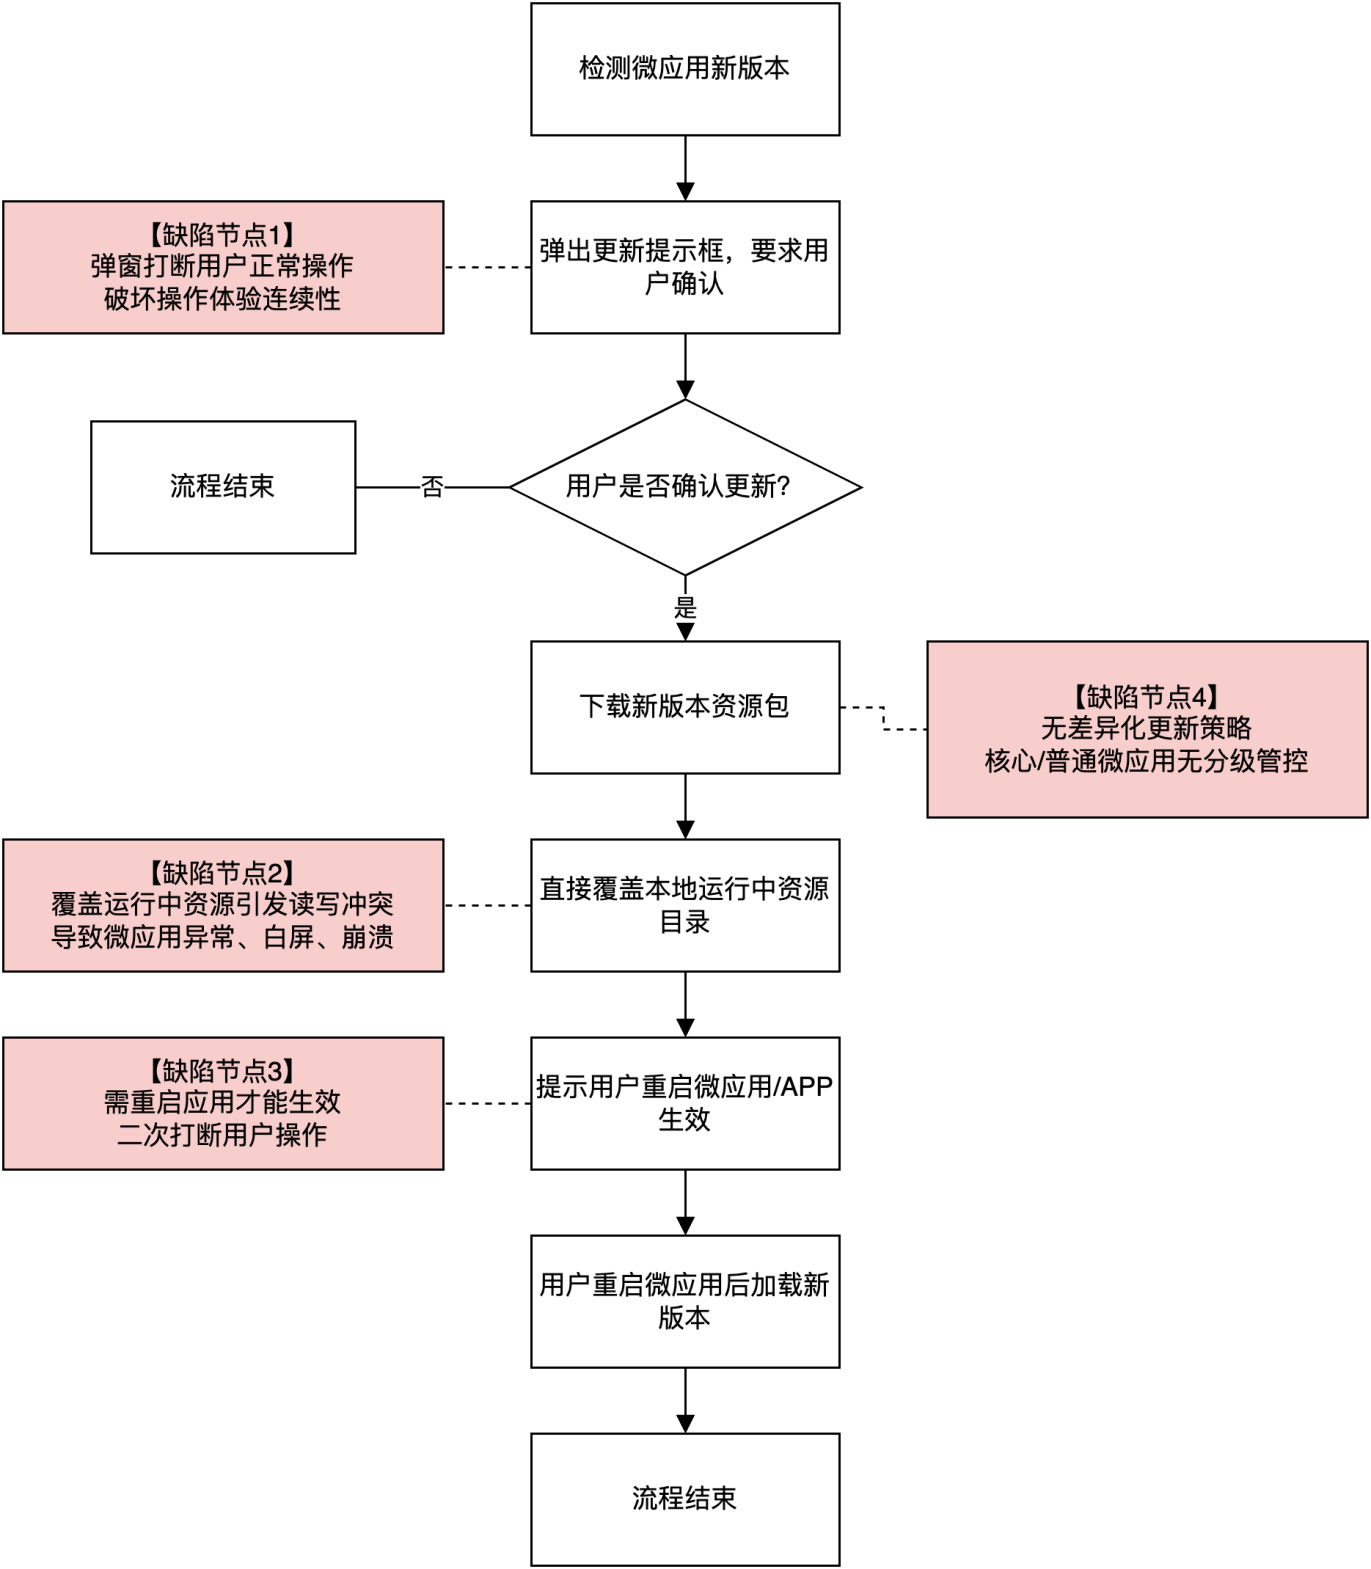 检测微应用新版本
【缺陷节点1】
弹窗打断用户正常操作
破坏操作体验连续性
弹出更新提示框，要求用
户确认
流程结束
否
用户是否确认更新?
是
下载新版本资源包
【缺陷节点4】
无差异化更新策略
核心/普通微应用无分级管控
【缺陷节点2】
覆盖运行中资源引发读写冲突
导致微应用异常、白屏、崩溃
直接覆盖本地运行中资源
目录
【缺陷节点3】
需重启应用才能生效
二次打断用户操作
提示用户重启微应用/APP
生效
用户重启微应用后加载新
版本
流程结束